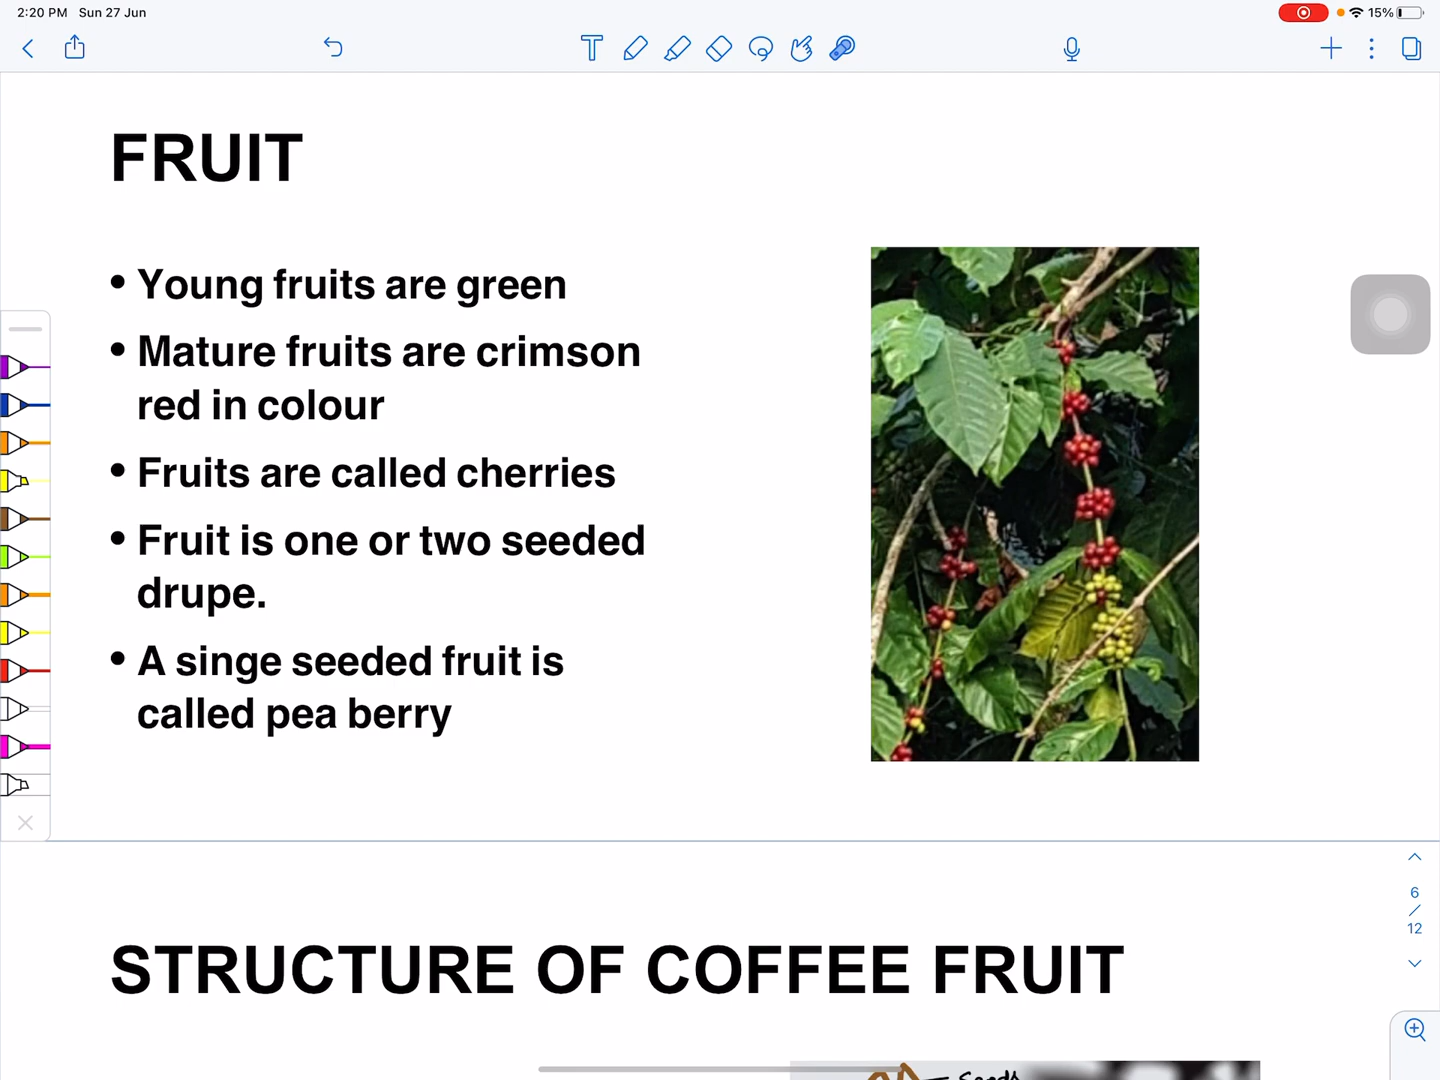 2:20 PM Sun 27 Jun
15%
FRUIT
• Young fruits are green
• Mature fruits are crimson
red in colour
• Fruits are called cherries
• Fruit is one or two seeded
drupe.
• A singe seeded fruit is
called pea berry
6
/
12
STRUCTURE OF COFFEE FRUIT
Seeds